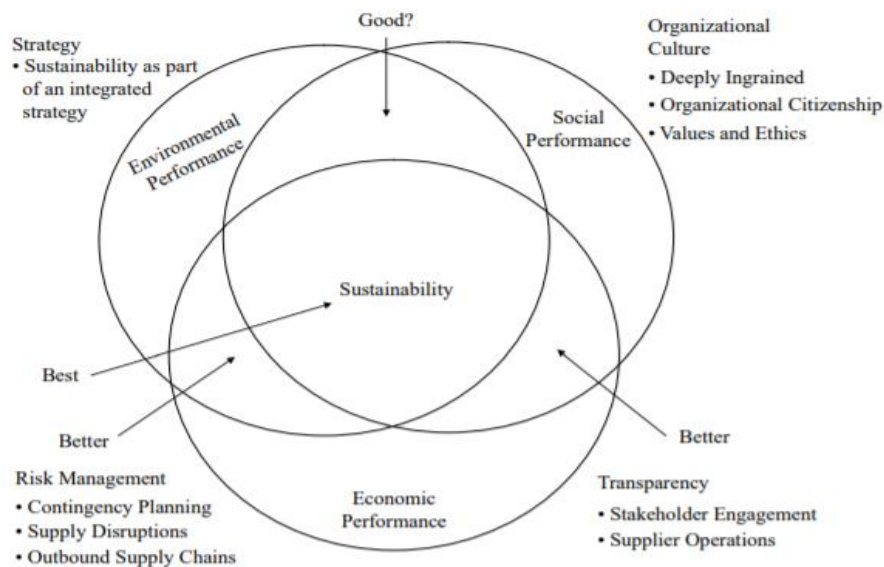 Good?
Strategy
• Sustainability as part
of an integrated
strategy
Organizational
Culture
• Deeply Ingrained
• Organizational Citizenship
• Values and Ethics
Environmental
Performance
Social
Performance
Sustainability
Best
Better
Better
Risk Management
• Contingency Planning
• Supply Disruptions
• Outbound Supply Chains
Economic
Performance
Transparency
• Stakeholder Engagement
• Supplier Operations